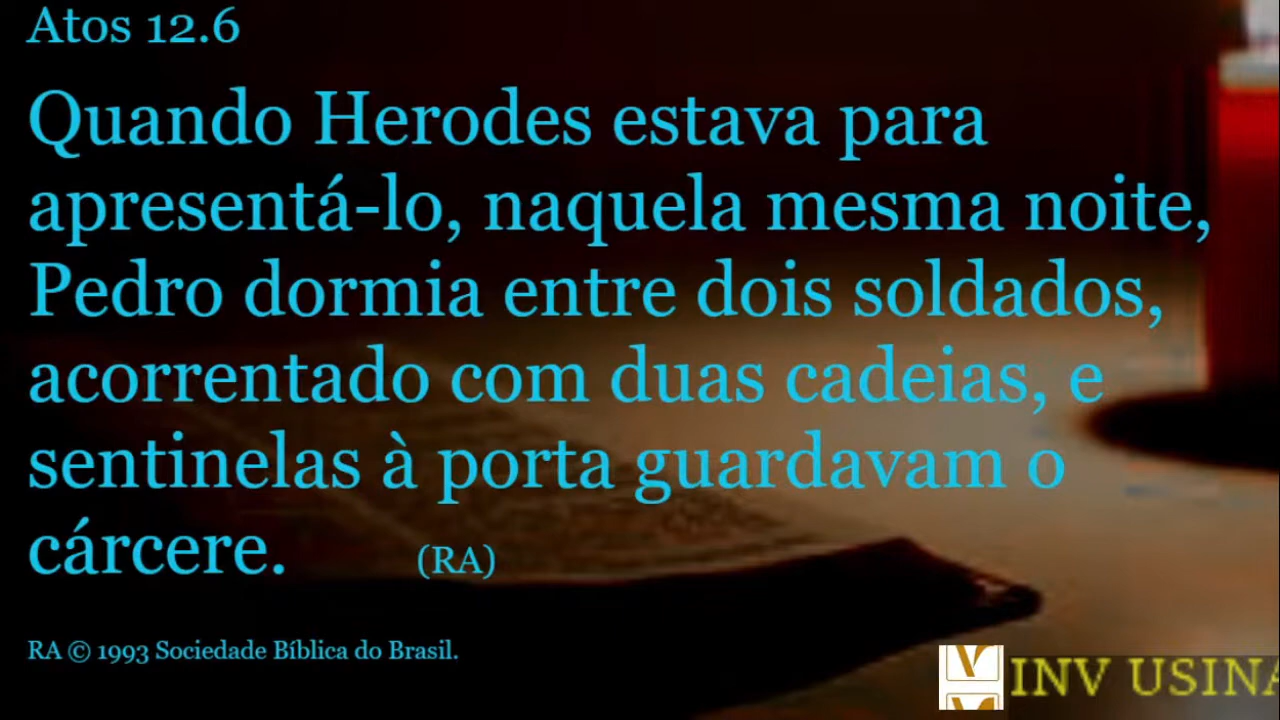 Atos 12.6
Quando Herodes estava para
apresentá-lo, naquela mesma noite,
Pedro dormia entre dois soldados,
acorrentado com duas cadeias, e
sentinelas à porta guardavam o
cárcere. (RA)
RA © 1993 Sociedade Bíblica do Brasil.
INV USINA